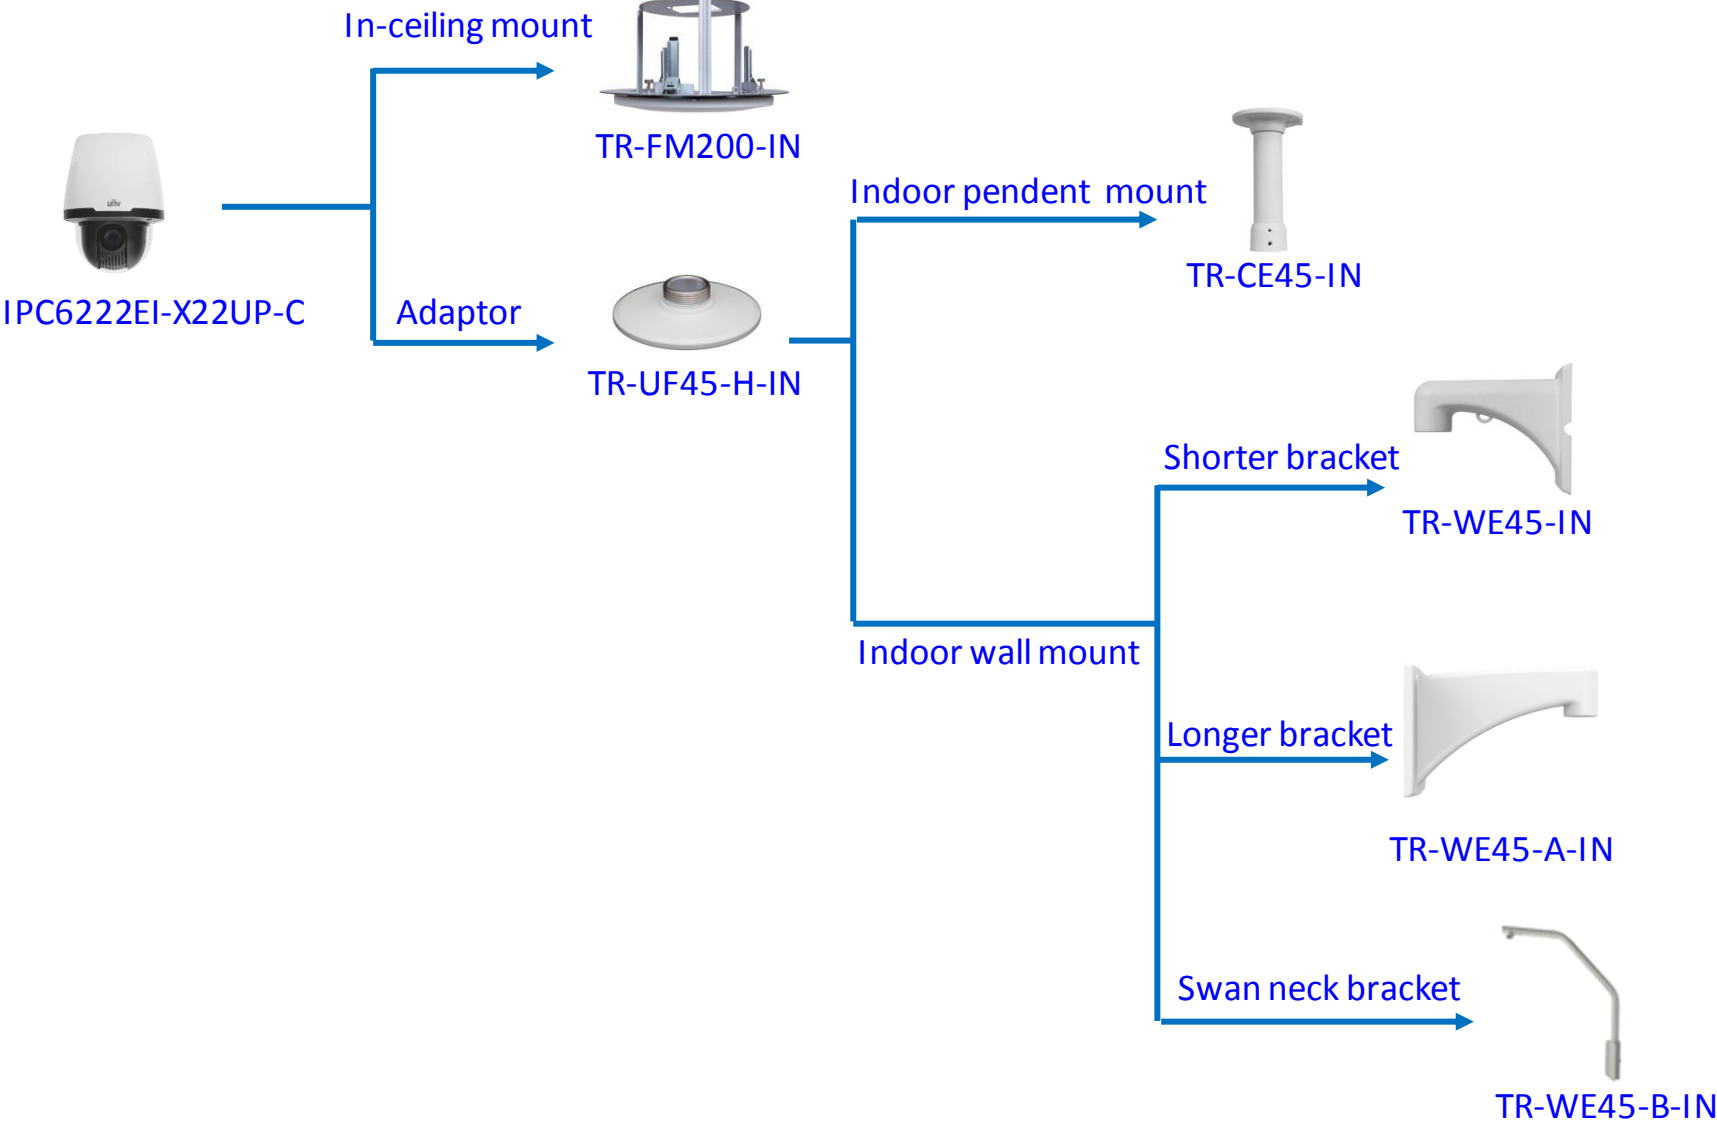 In-ceiling mount
TR-FM200-IN
unv
IPC6222EI-X22UP-C
Adaptor
TR-UF45-H-IN
Indoor pendent mount
TR-CE45-IN
Shorter bracket
TR-WE45-IN
Indoor wall mount
Longer bracket
TR-WE45-A-IN
Swan neck bracket
TR-WE45-B-IN